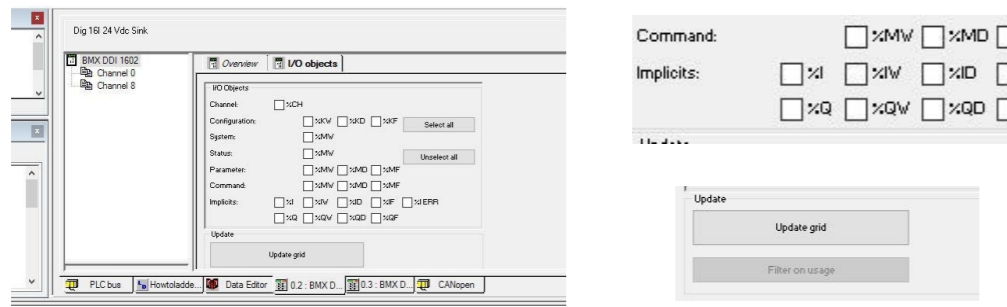 Dig 16I 24 Vdc Sink
BMX DDI 1602
Channel 0
Channel 8
Overview
I/O objects
I/O Objects
Channel: %CH
Configuration: %KW %KD %KF Select all
System: %MW
Status: %MW Unselect all
Parameter: %MW %MD %MF
Command: %MW %MD %MF
Implicits: %I %IW %ID %IF %I ERR
%Q %QW %QD %QF
Update
Update grid
PLC bus Howtoladde... Data Editor 0.2 : BMX D... 0.3 : BMX D... CANopen
Command: %MW %MD
Implicits: %I %IW %ID
%Q %QW %QD
Update
Update grid
Filter on usage